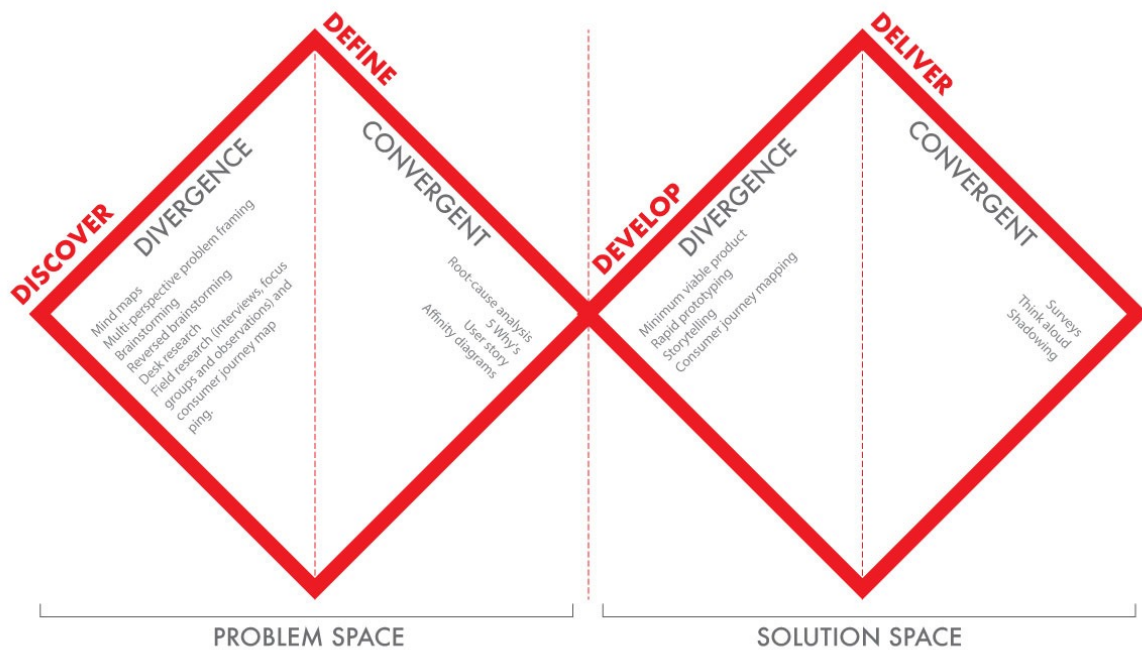 DISCOVER
DIVERGENCE
Mind maps
Multi-perspective problem framing
Brainstorming
Reversed brainstorming
Desk research
Field research (interviews, focus
groups and observations) and
consumer journey map
ping.
DEFINE
CONVERGENT
Root-cause analysis
5 Why's
User story
Affinity diagrams
DEVELOP
DIVERGENCE
Minimum viable product
Rapid prototyping
Storytelling
Consumer journey mapping
DELIVER
CONVERGENT
Surveys
Think aloud
Shadowing
PROBLEM SPACE
SOLUTION SPACE